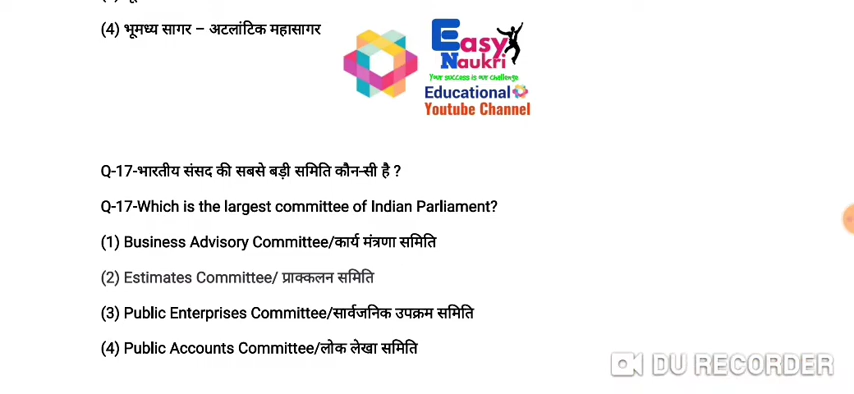 (4) भूमध्य सागर – अटलांटिक महासागर
Easy
Naukri
Your success is our challenge
Educational
Youtube Channel
Q-17-भारतीय संसद की सबसे बड़ी समिति कौन-सी है ?
Q-17-Which is the largest committee of Indian Parliament?
(1) Business Advisory Committee/कार्य मंत्रणा समिति
(2) Estimates Committee/ प्राक्कलन समिति
(3) Public Enterprises Committee/सार्वजनिक उपक्रम समिति
(4) Public Accounts Committee/लोक लेखा समिति
DU RECORDER